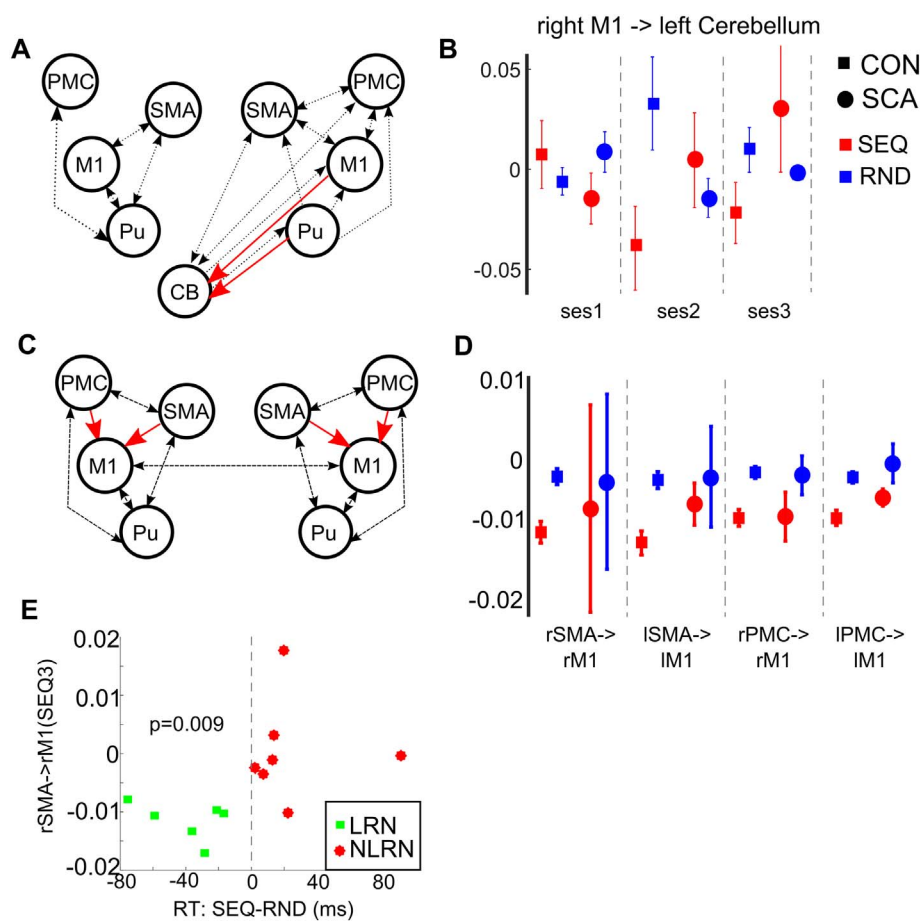 right M1 -> left Cerebellum
A
PMC
SMA
M1
Pu
SMA
PMC
M1
Pu
CB
B
0.05
0
-0.05
ses1
ses2
ses3
CON
SCA
SEQ
RND
C
PMC
SMA
M1
Pu
SMA
PMC
M1
Pu
D
0.01
0
-0.01
-0.02
rSMA->
rM1
lSMA->
lM1
rPMC->
rM1
lPMC->
lM1
E
rSMA->rM1(SEQ3)
0.02
0.01
0
-0.01
-0.02
p=0.009
LRN
NLRN
-80
-40
0
40
80
RT: SEQ-RND (ms)